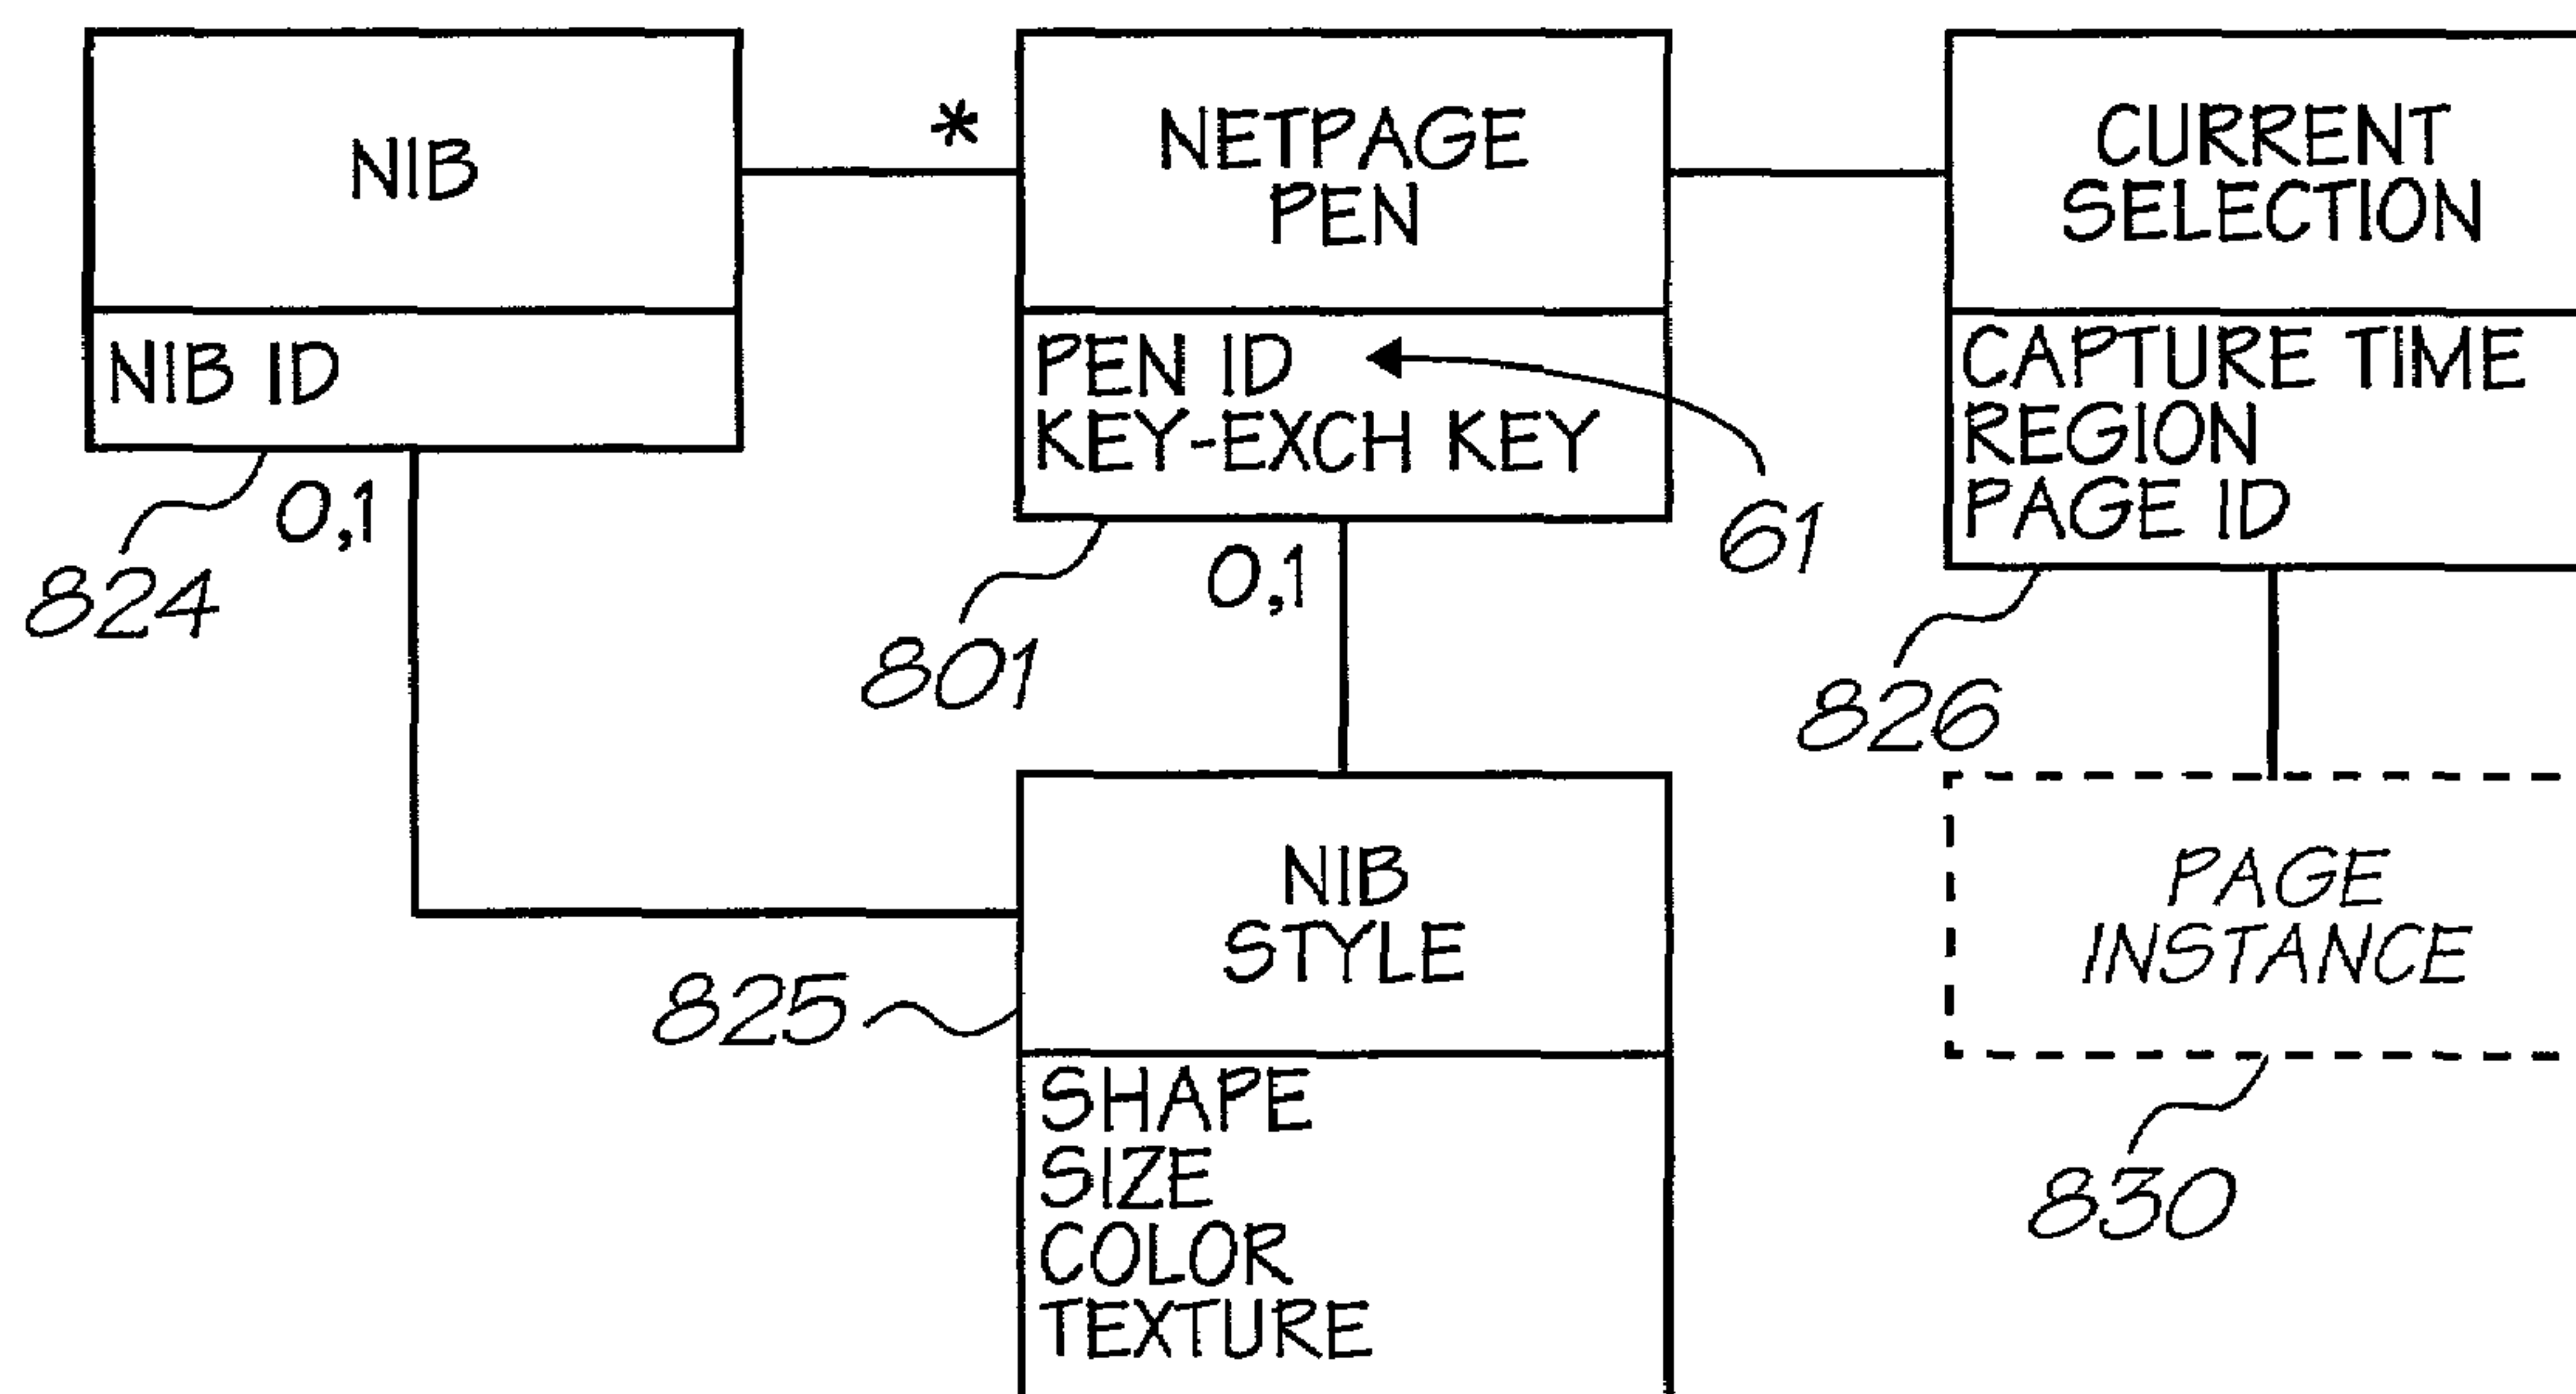 NIB
NIB ID
0,1
824
*
NETPAGE
PEN
PEN ID
KEY-EXCH KEY
61
0,1
801
CURRENT
SELECTION
CAPTURE TIME
REGION
PAGE ID
826
NIB
STYLE
825
SHAPE
SIZE
COLOR
TEXTURE
PAGE
INSTANCE
830